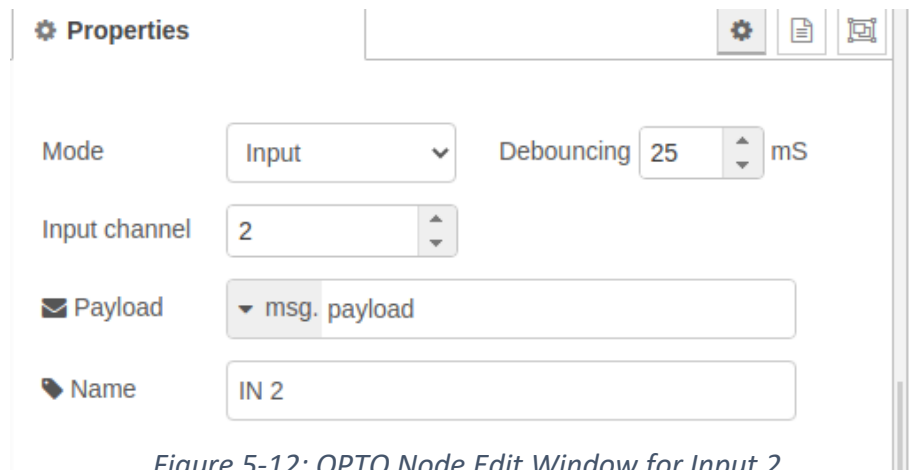 Properties
Mode Input Debouncing 25 mS
Input channel 2
Payload msg. payload
Name IN 2
Figure 5-12: OPTO Node Edit Window for Input 2